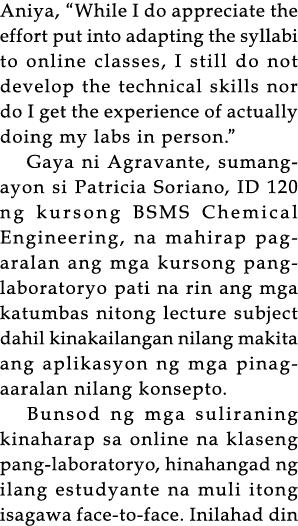 Aniya, “While I do appreciate the
effort put into adapting the syllabi
to online classes, I still do not
develop the technical skills nor
do I get the experience of actually
doing my labs in person.”
Gaya ni Agravante, sumang-
ayon si Patricia Soriano, ID 120
ng kursong BSMS Chemical
Engineering, na mahirap pag-
aralan ang mga kursong pang-
laboratoryo pati na rin ang mga
katumbas nitong lecture subject
dahil kinakailangan nilang makita
ang aplikasyon ng mga pinag-
aaralan nilang konsepto.
Bunsod ng mga suliraning
kinaharap sa online na klaseng
pang-laboratoryo, hinahangad ng
ilang estudyante na muli itong
isagawa face-to-face. Inilahad din